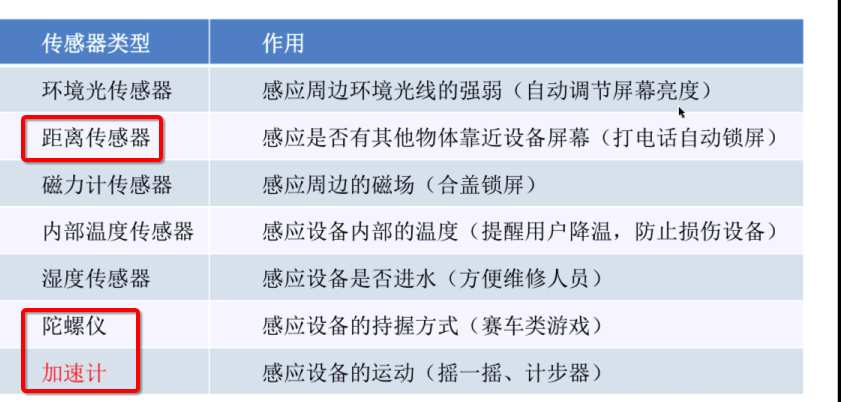 传感器类型 作用
环境光传感器 感应周边环境光线的强弱（自动调节屏幕亮度）
距离传感器 感应是否有其他物体靠近设备屏幕（打电话自动锁屏）
磁力计传感器 感应周边的磁场（合盖锁屏）
内部温度传感器 感应设备内部的温度（提醒用户降温，防止损伤设备）
湿度传感器 感应设备是否进水（方便维修人员）
陀螺仪 感应设备的持握方式（赛车类游戏）
加速计 感应设备的运动（摇一摇、计步器）